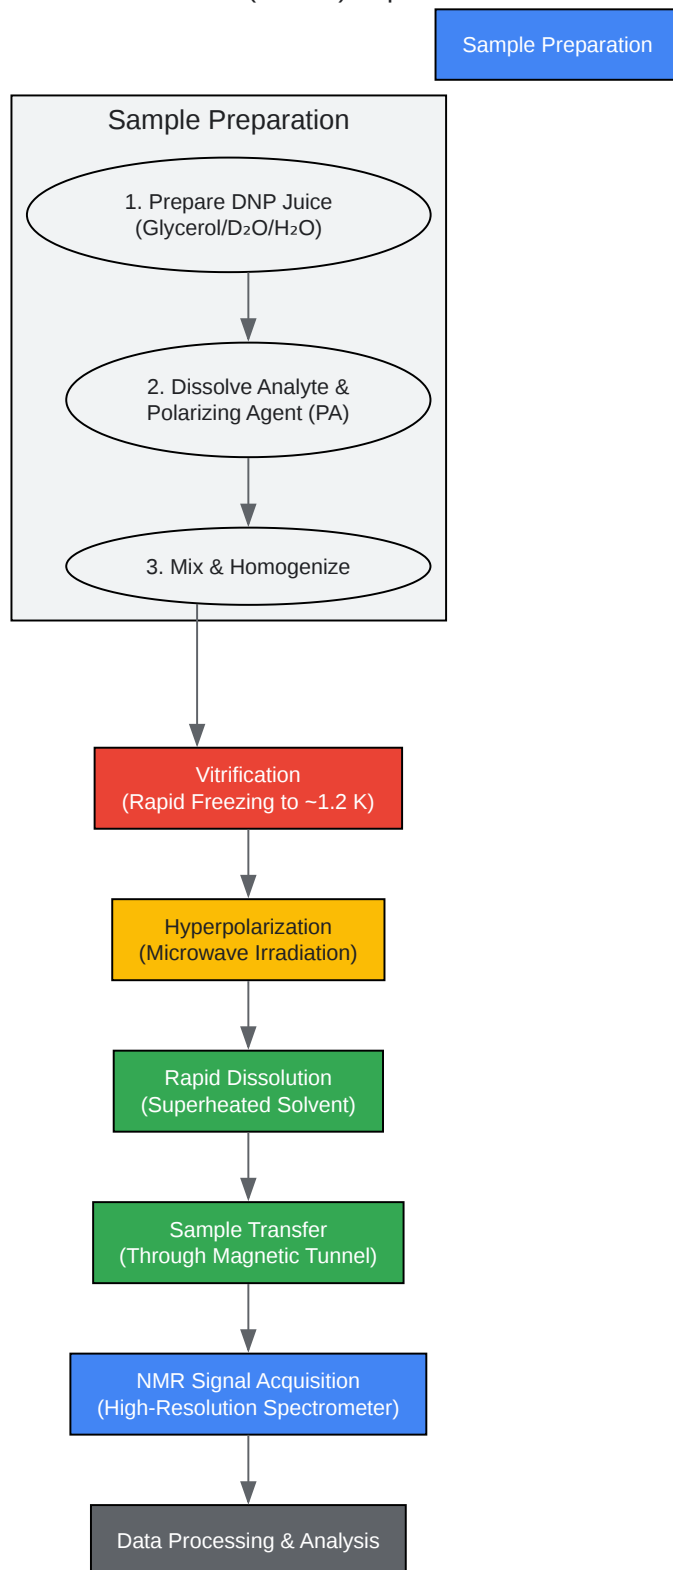 Sample Preparation
Sample Preparation
1. Prepare DNP Juice
(Glycerol/D₂O/H₂O)
2. Dissolve Analyte &
Polarizing Agent (PA)
3. Mix & Homogenize
Vitrification
(Rapid Freezing to ~1.2 K)
Hyperpolarization
(Microwave Irradiation)
Rapid Dissolution
(Superheated Solvent)
Sample Transfer
(Through Magnetic Tunnel)
NMR Signal Acquisition
(High-Resolution Spectrometer)
Data Processing & Analysis